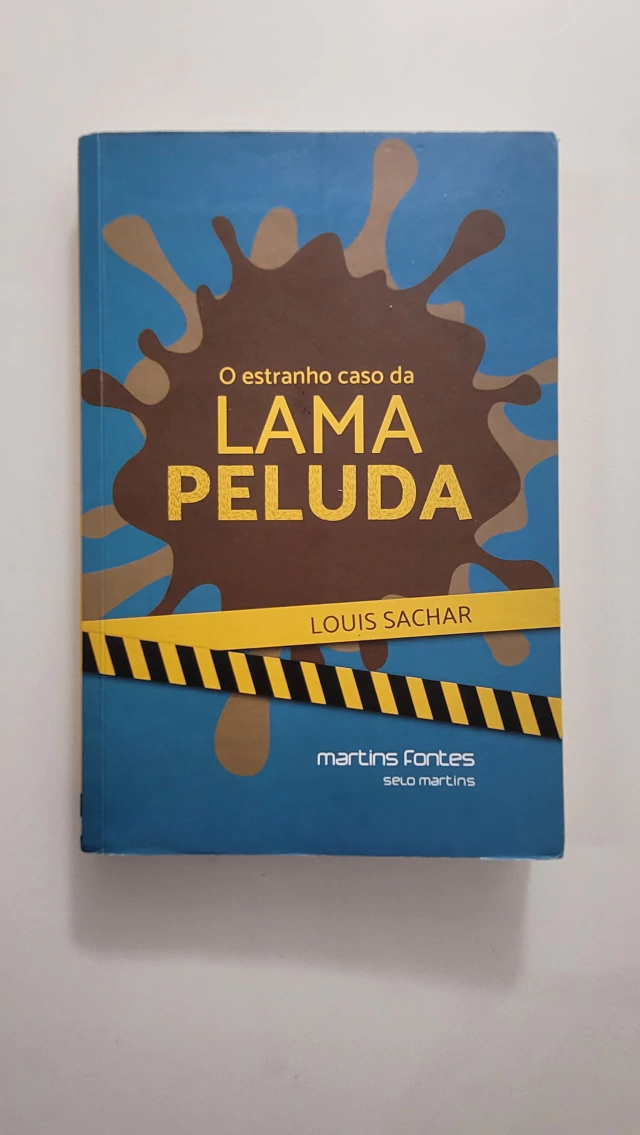 O estranho caso da
LAMA
PELUDA
LOUIS SACHAR
martins fontes
selo martins